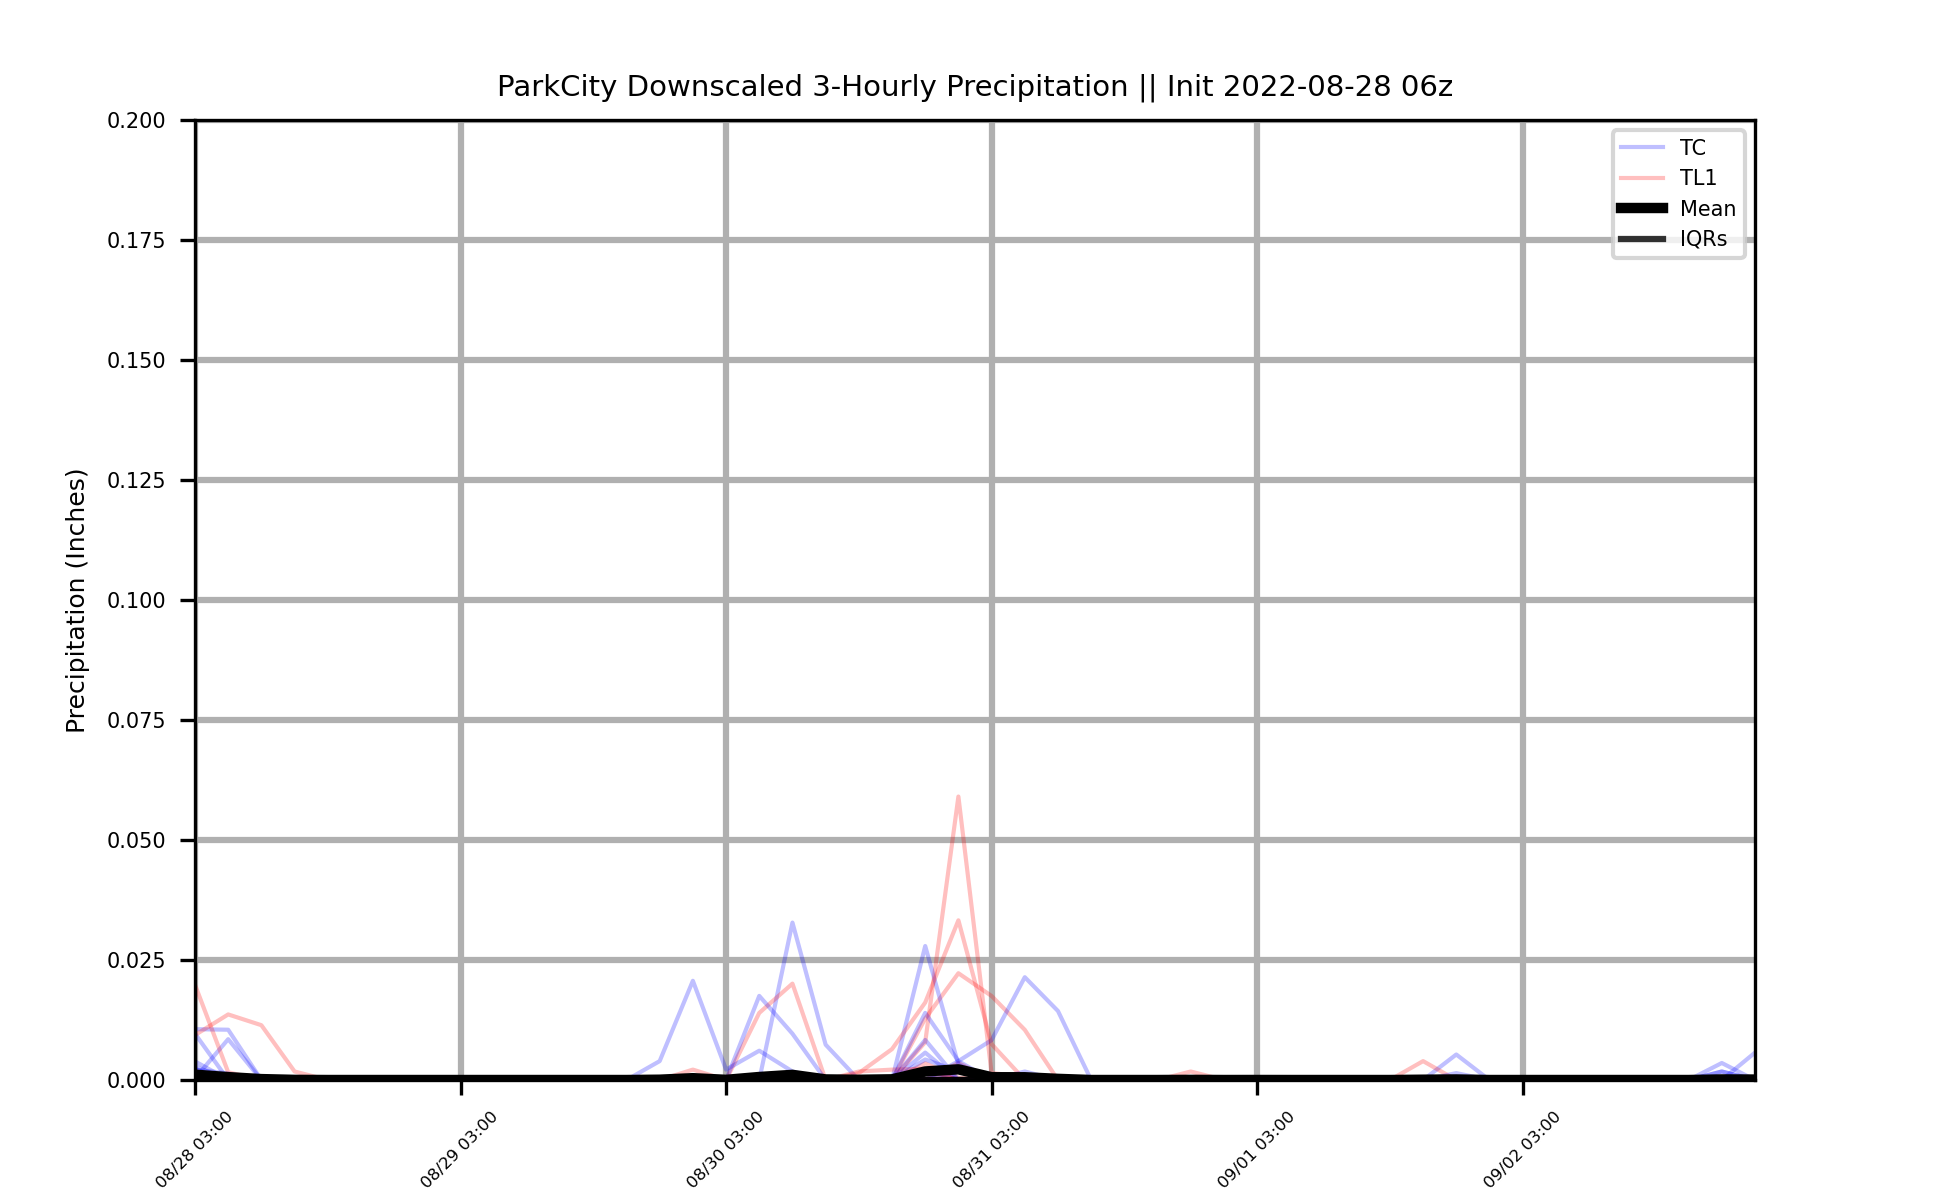 ParkCity Downscaled 3-Hourly Precipitation || Init 2022-08-28 06z
Precipitation (Inches)
0.200
0.175
0.150
0.125
0.100
0.075
0.050
0.025
0.000
TC
TL1
Mean
IQRs
08/28 03:00
08/29 03:00
08/30 03:00
08/31 03:00
09/01 03:00
09/02 03:00